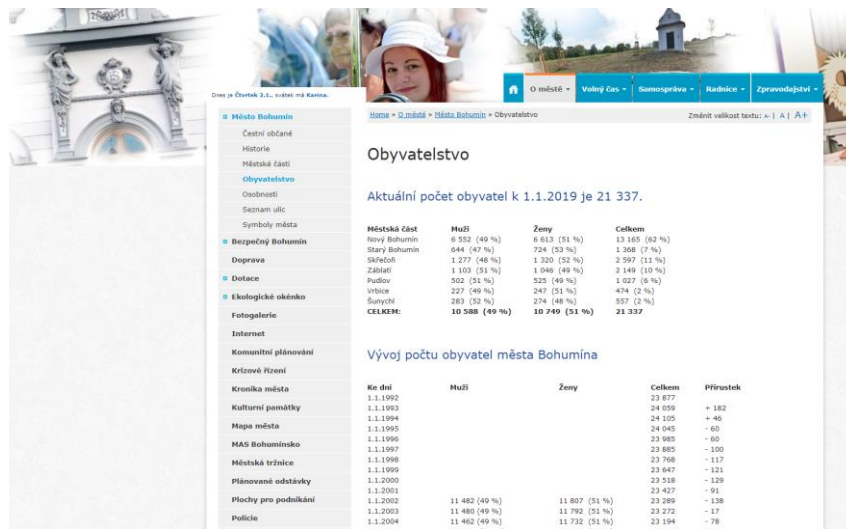 Dnes je Čtvrtek 3.1., svátek má Karina.
O městě
Volný čas
Samospráva
Radnice
Zpravodajství
Home » O městě » Město Bohumín » Obyvatelstvo
Změnit velikost textu: A- | A | A+
Město Bohumín
Čestní občané
Historie
Městské části
Obyvatelstvo
Osobnosti
Seznam ulic
Symboly města
Bezpečný Bohumín
Doprava
Dotace
Ekologické okénko
Fotogalerie
Internet
Komunitní plánování
Krizové řízení
Kronika města
Kulturní památky
Mapa města
MAS Bohumínsko
Městská tržnice
Plánované odstávky
Plochy pro podnikání
Policie
Obyvatelstvo
Aktuální počet obyvatel k 1.1.2019 je 21 337.
Městská část Muži Ženy Celkem
Nový Bohumín 6 552 (49 %) 6 613 (51 %) 13 165 (62 %)
Starý Bohumín 644 (47 %) 724 (53 %) 1 368 (7 %)
Skřečoň 1 277 (48 %) 1 320 (52 %) 2 597 (11 %)
Záblatí 1 103 (51 %) 1 046 (49 %) 2 149 (10 %)
Pudlov 502 (51 %) 525 (49 %) 1 027 (6 %)
Vrbice 227 (49 %) 247 (51 %) 474 (2 %)
Šunychl 283 (52 %) 274 (48 %) 557 (2 %)
CELKEM: 10 588 (49 %) 10 749 (51 %) 21 337
Vývoj počtu obyvatel města Bohumína
Ke dni Muži Ženy Celkem Přírustek
1.1.1992 23 877
1.1.1993 24 059 + 182
1.1.1994 24 105 + 46
1.1.1995 24 045 - 60
1.1.1996 23 985 - 60
1.1.1997 23 885 - 100
1.1.1998 23 768 - 117
1.1.1999 23 647 - 121
1.1.2000 23 518 - 129
1.1.2001 23 427 - 91
1.1.2002 11 482 (49 %) 11 807 (51 %) 23 289 - 138
1.1.2003 11 480 (49 %) 11 792 (51 %) 23 272 - 17
1.1.2004 11 462 (49 %) 11 732 (51 %) 23 194 - 78